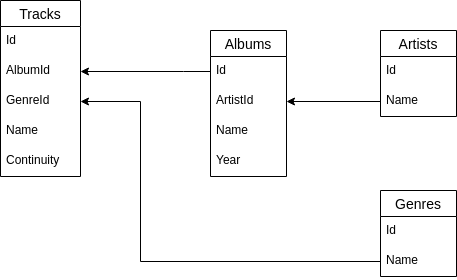 Tracks
Id
AlbumId
GenreId
Name
Continuity
Albums
Id
ArtistId
Name
Year
Artists
Id
Name
Genres
Id
Name